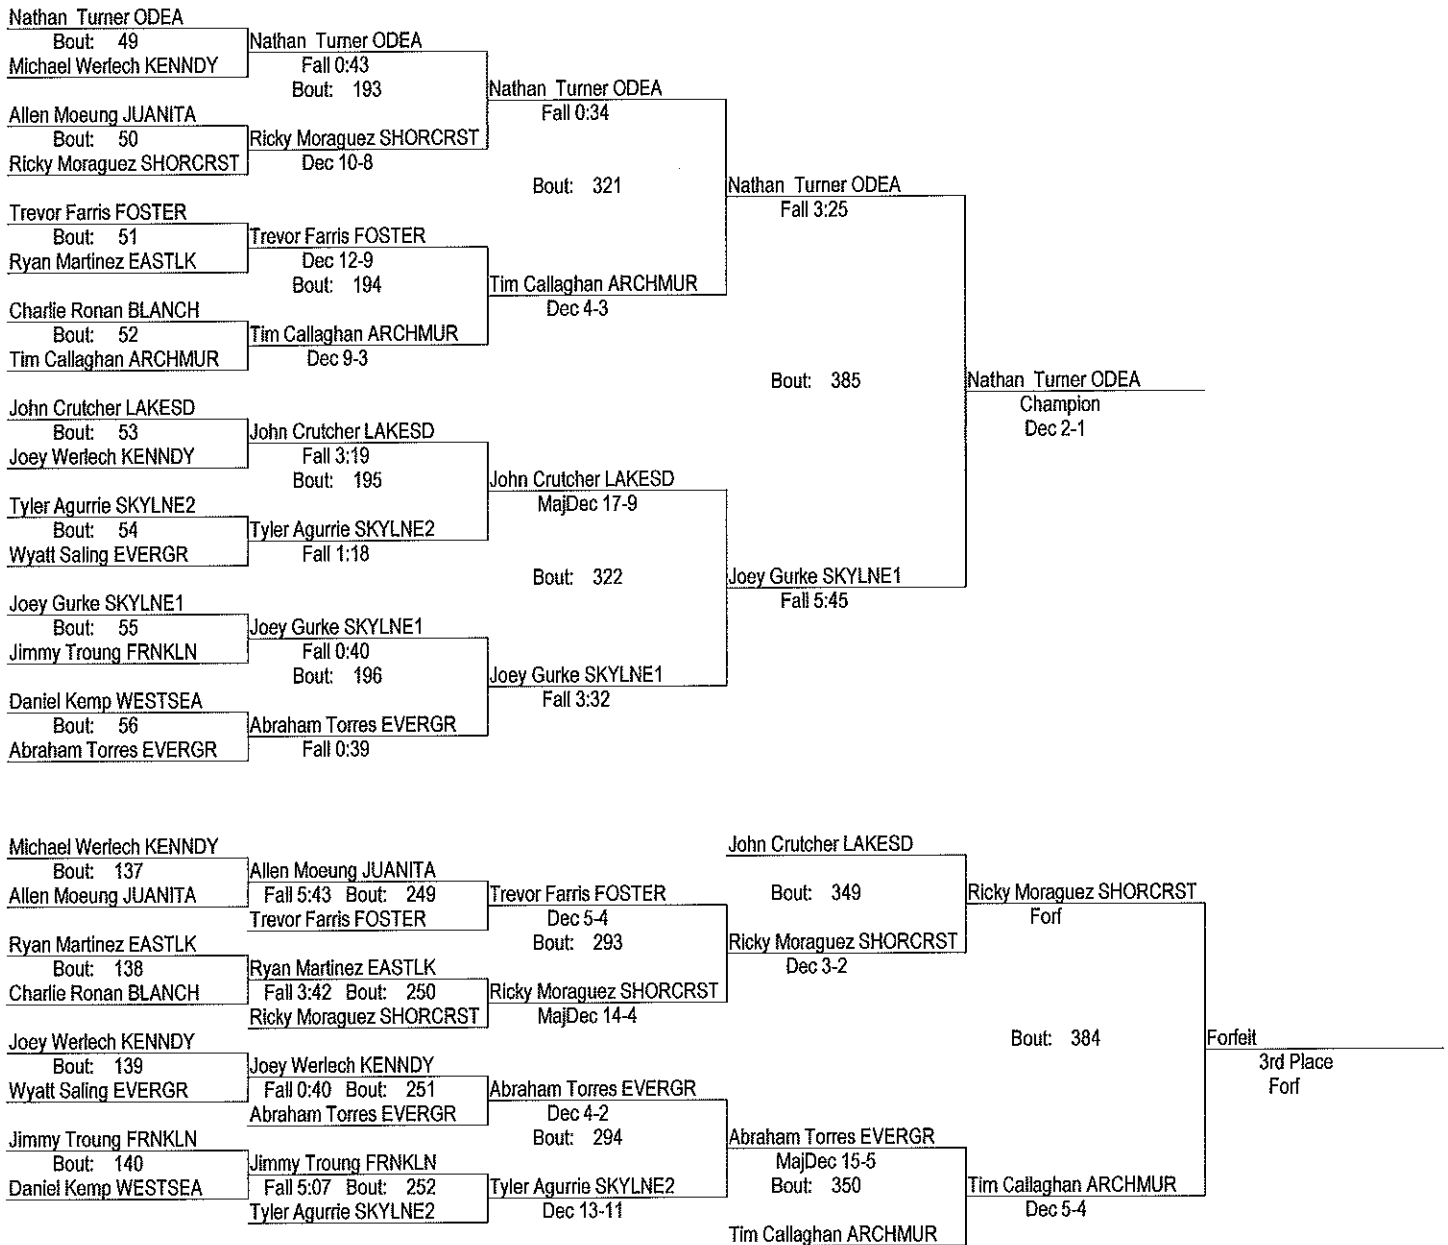 Nathan Turner ODEA
Bout: 49
Michael Werlech KENNDY
Allen Moeung JUANITA
Bout: 50
Ricky Moraguez SHORCRST
Trevor Farris FOSTER
Bout: 51
Ryan Martinez EASTLK
Charlie Ronan BLANCH
Bout: 52
Tim Callaghan ARCHMUR
John Crutcher LAKESD
Bout: 53
Joey Werlech KENNDY
Tyler Agurrie SKYLNE2
Bout: 54
Wyatt Saling EVERGR
Joey Gurke SKYLNE1
Bout: 55
Jimmy Troung FRNKLN
Daniel Kemp WESTSEA
Bout: 56
Abraham Torres EVERGR
Nathan Turner ODEA
Fall 0:43
Bout: 193
Ricky Moraguez SHORCRST
Dec 10-8
Trevor Farris FOSTER
Dec 12-9
Bout: 194
Tim Callaghan ARCHMUR
Dec 9-3
John Crutcher LAKESD
Fall 3:19
Bout: 195
Tyler Agurrie SKYLNE2
Fall 1:18
Joey Gurke SKYLNE1
Fall 0:40
Bout: 196
Abraham Torres EVERGR
Fall 0:39
Nathan Turner ODEA
Fall 0:34
Bout: 321
Tim Callaghan ARCHMUR
Dec 4-3
John Crutcher LAKESD
MajDec 17-9
Bout: 322
Joey Gurke SKYLNE1
Fall 3:32
Nathan Turner ODEA
Fall 3:25
Bout: 385
Joey Gurke SKYLNE1
Fall 5:45
Nathan Turner ODEA
Champion
Dec 2-1
Michael Werlech KENNDY
Bout: 137
Allen Moeung JUANITA
Ryan Martinez EASTLK
Bout: 138
Charlie Ronan BLANCH
Joey Werlech KENNDY
Bout: 139
Wyatt Saling EVERGR
Jimmy Troung FRNKLN
Bout: 140
Daniel Kemp WESTSEA
Allen Moeung JUANITA
Fall 5:43 Bout: 249
Trevor Farris FOSTER
Ryan Martinez EASTLK
Fall 3:42 Bout: 250
Ricky Moraguez SHORCRST
Joey Werlech KENNDY
Fall 0:40 Bout: 251
Abraham Torres EVERGR
Jimmy Troung FRNKLN
Fall 5:07 Bout: 252
Tyler Agurrie SKYLNE2
Trevor Farris FOSTER
Dec 5-4
Bout: 293
Ricky Moraguez SHORCRST
MajDec 14-4
Abraham Torres EVERGR
Dec 4-2
Bout: 294
Tyler Agurrie SKYLNE2
Dec 13-11
John Crutcher LAKESD
Bout: 349
Ricky Moraguez SHORCRST
Dec 3-2
Abraham Torres EVERGR
MajDec 15-5
Bout: 350
Tim Callaghan ARCHMUR
Ricky Moraguez SHORCRST
Forf
Bout: 384
Tim Callaghan ARCHMUR
Dec 5-4
Forfeit
3rd Place
Forf